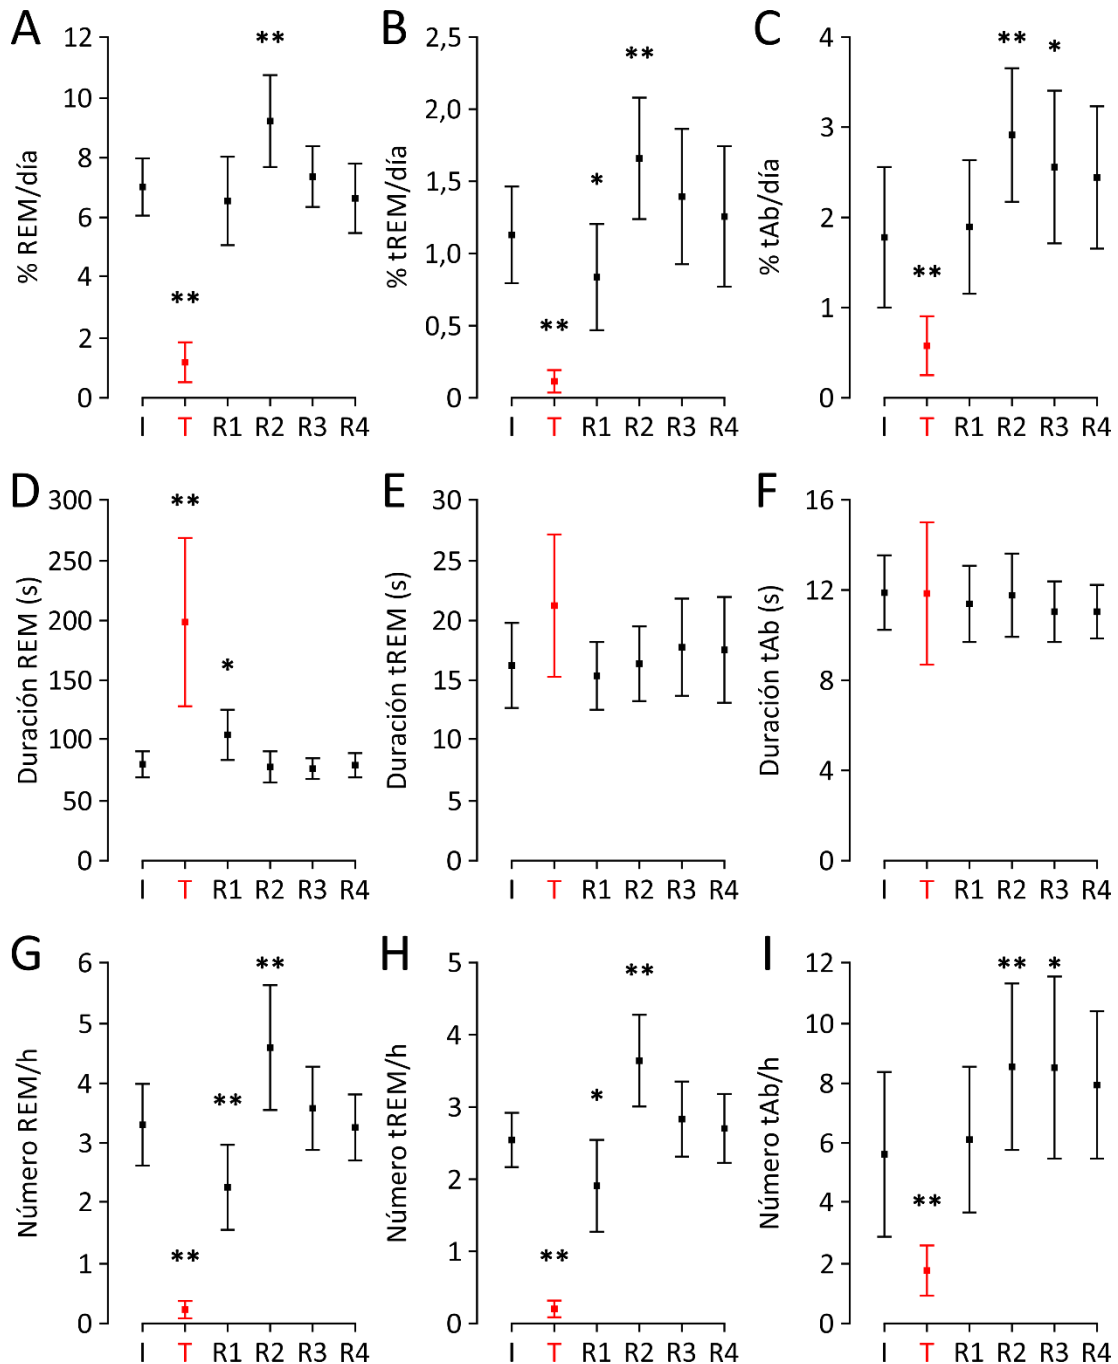 A
% REM/día
12
10
8
6
4
2
0
**
**
I T R1 R2 R3 R4
B
% tREM/día
2,5
2,0
1,5
1,0
0,5
0
**
*
**
I T R1 R2 R3 R4
C
% tAb/día
4
3
2
1
0
** *
**
I T R1 R2 R3 R4
D
Duración REM (s)
300
250
200
150
100
50
0
**
*
I T R1 R2 R3 R4
E
Duración tREM (s)
30
25
20
15
10
5
0
I T R1 R2 R3 R4
F
Duración tAb (s)
16
12
8
4
0
I T R1 R2 R3 R4
G
Número REM/h
6
5
4
3
2
1
0
**
**
**
I T R1 R2 R3 R4
H
Número tREM/h
5
4
3
2
1
0
**
*
**
I T R1 R2 R3 R4
I
Número tAb/h
12
10
8
6
4
2
0
** *
**
I T R1 R2 R3 R4